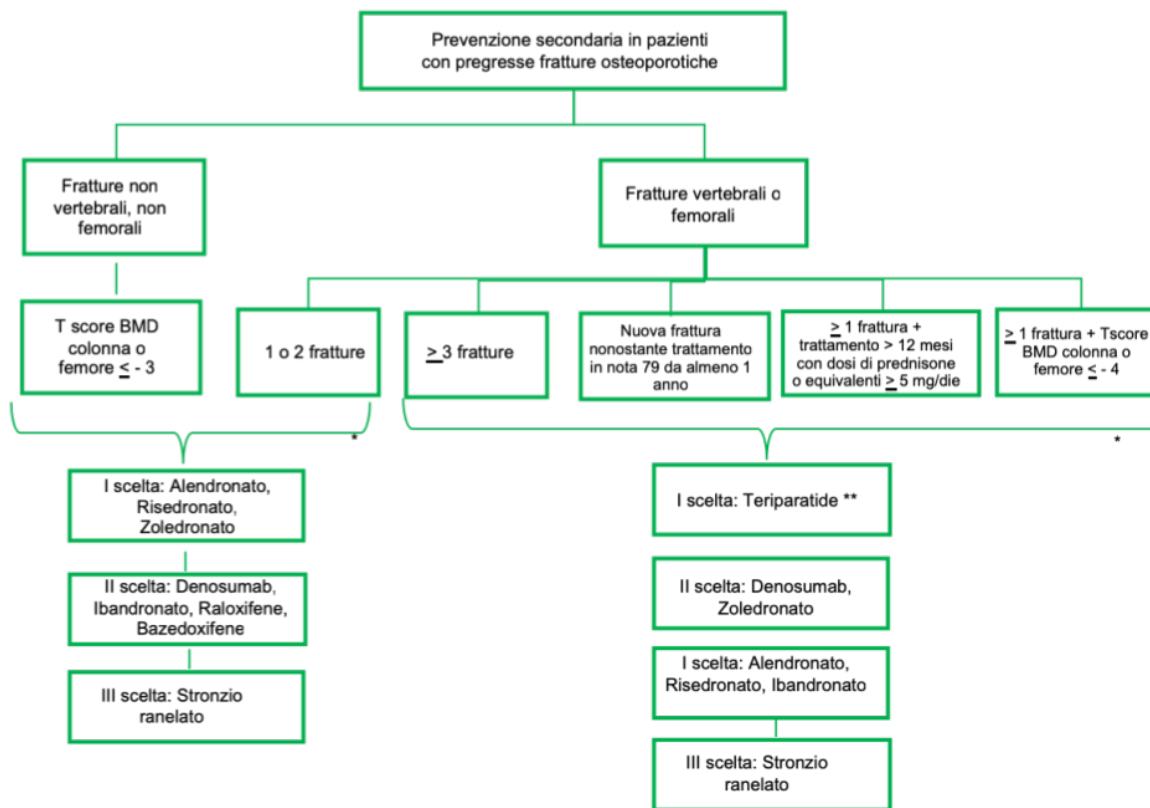 Prevenzione secondaria in pazienti
con pregresse fratture osteoporotiche
Fratture non
vertebrali, non
femorali
Fratture vertebrali o
femorali
T score BMD
colonna o
femore ≤ - 3
1 o 2 fratture
≥ 3 fratture
Nuova frattura
nonostante trattamento
in nota 79 da almeno 1
anno
≥ 1 frattura +
trattamento > 12 mesi
con dosi di prednisone
o equivalenti ≥ 5 mg/die
≥ 1 frattura + Tscore
BMD colonna o
femore ≤ - 4
*
*
I scelta: Alendronato,
Risedronato,
Zoledronato
II scelta: Denosumab,
Ibandronato, Raloxifene,
Bazedoxifene
III scelta: Stronzio
ranelato
I scelta: Teriparatide **
II scelta: Denosumab,
Zoledronato
I scelta: Alendronato,
Risedronato, Ibandronato
III scelta: Stronzio
ranelato